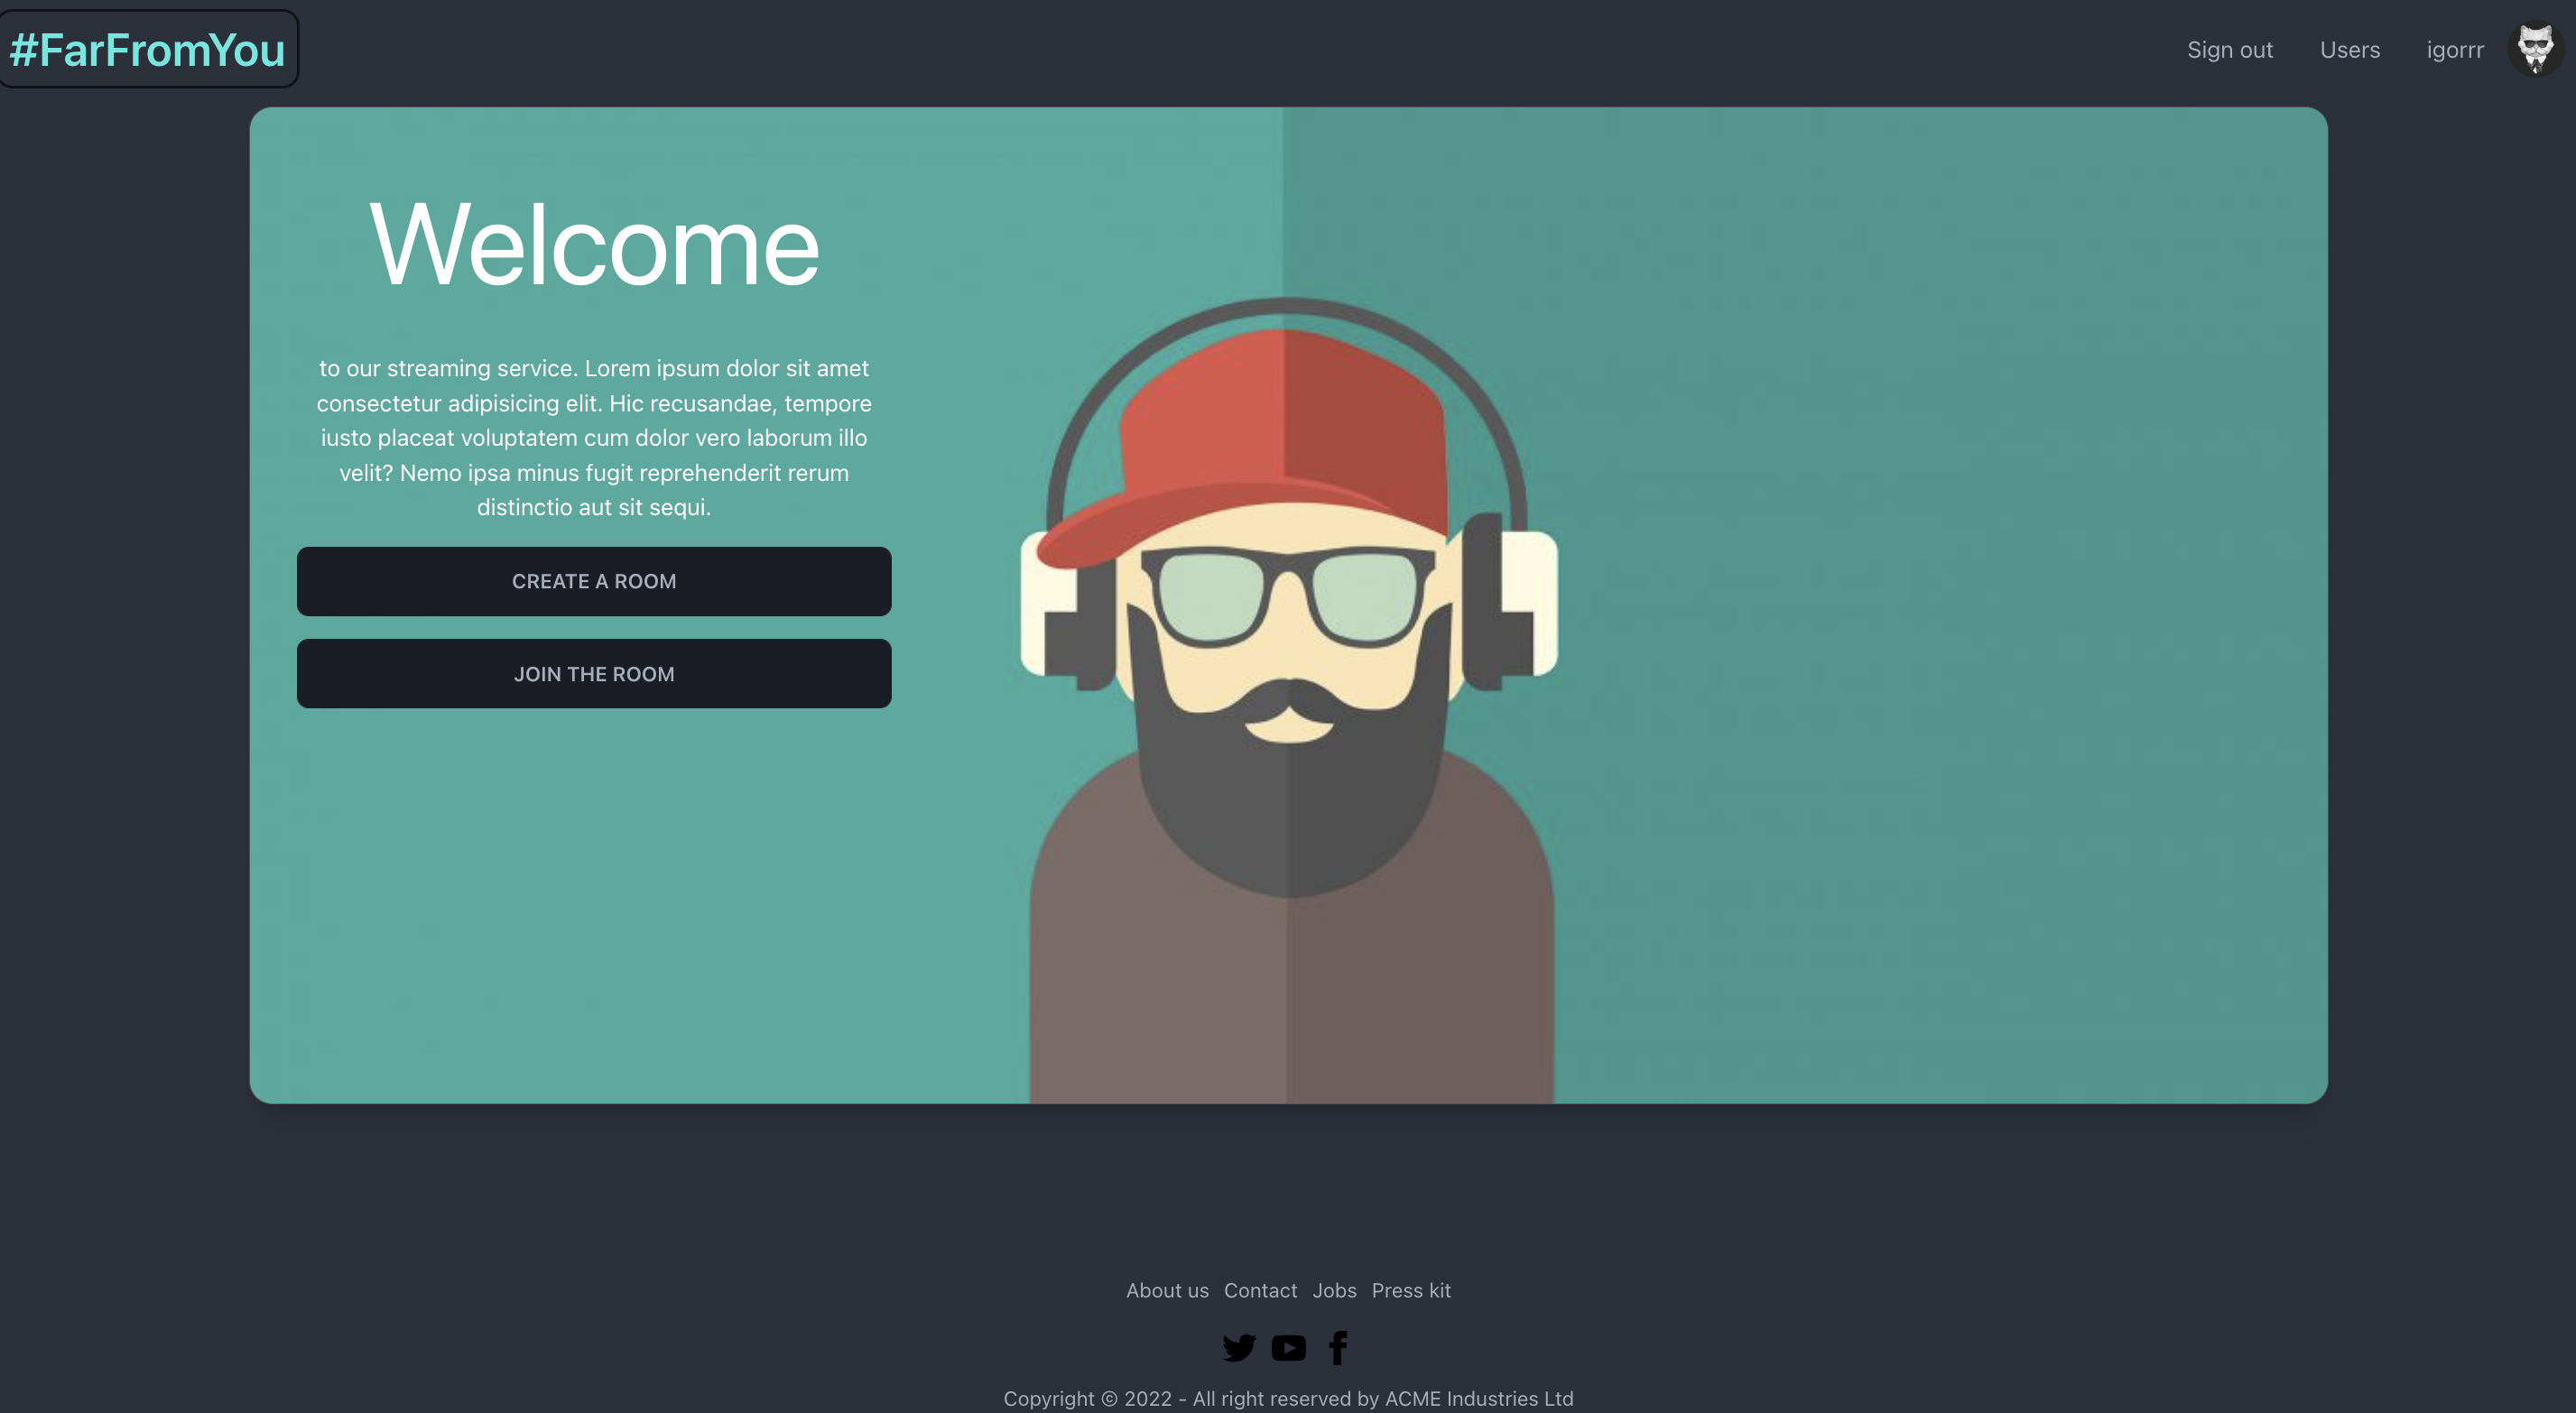 #FarFromYou
Sign out Users igorrr
Welcome
to our streaming service. Lorem ipsum dolor sit amet
consectetur adipisicing elit. Hic recusandae, tempore
iusto placeat voluptatem cum dolor vero laborum illo
velit? Nemo ipsa minus fugit reprehenderit rerum
distinctio aut sit sequi.
CREATE A ROOM
JOIN THE ROOM
About us Contact Jobs Press kit
Copyright © 2022 - All right reserved by ACME Industries Ltd